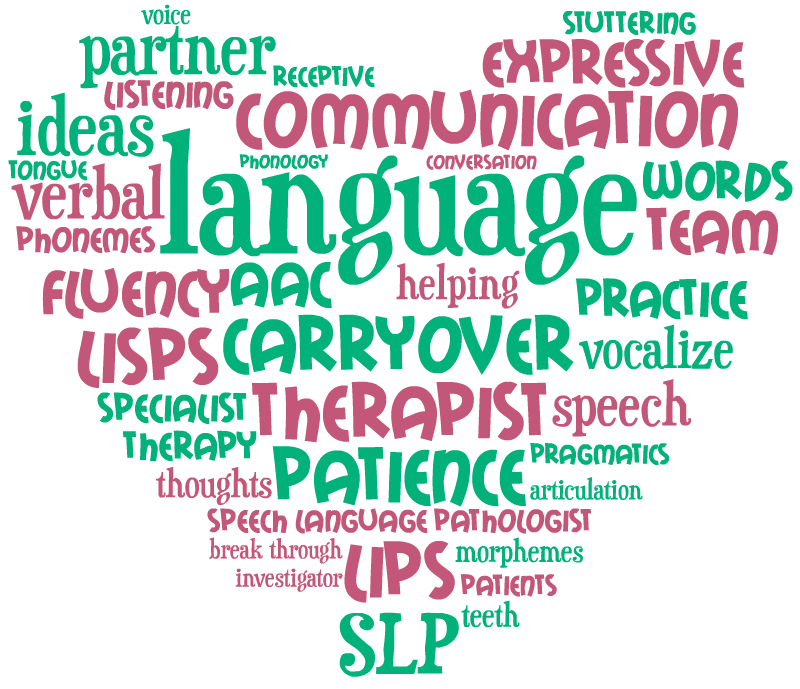 voice
STUTTERING
partner
EXPRESSIVE
RECEPTIVE
LISTENING
COMMUNICATION
ideas
TONGUE
PHONOLOGY
CONVERSATION
language
WORDS
verbal
TEAM
PHONEMES
FLUENCY
AAC
helping
PRACTICE
LISPS
CARRYOVER
vocalize
SPECIALIST
THERAPIST
speech
THERAPY
PATIENCE
PRAGMATICS
thoughts
articulation
SPEECH LANGUAGE PATHOLOGIST
break through
LIPS
morphemes
investigator
PATIENTS
SLP
teeth